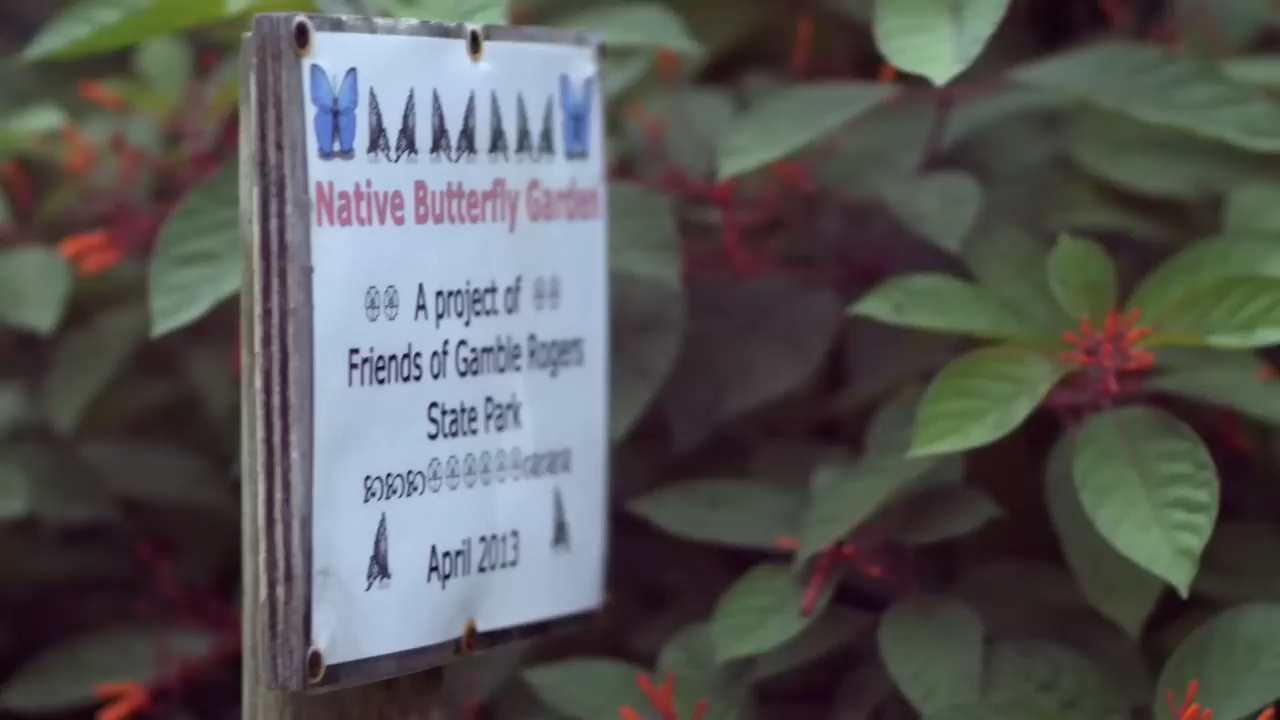 Native Butterfly Garden
A project of
Friends of Gamble Rogers
State Park
April 2013